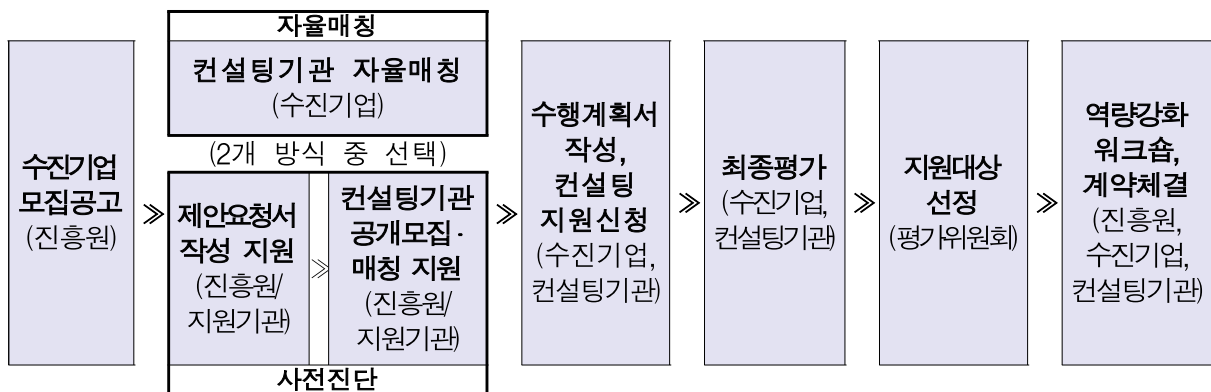 수진기업
모집공고
(진흥원)
≫
자율매칭
컨설팅기관 자율매칭
(수진기업)
(2개 방식 중 선택)
제안요청서
작성 지원
(진흥원/
지원기관)
≫
컨설팅기관
공개모집·
매칭 지원
(진흥원/
지원기관)
사전진단
≫
수행계획서
작성,
컨설팅
지원신청
(수진기업,
컨설팅기관)
≫
최종평가
(수진기업,
컨설팅기관)
≫
지원대상
선정
(평가위원회)
≫
역량강화
워크숍,
계약체결
(진흥원,
수진기업,
컨설팅기관)